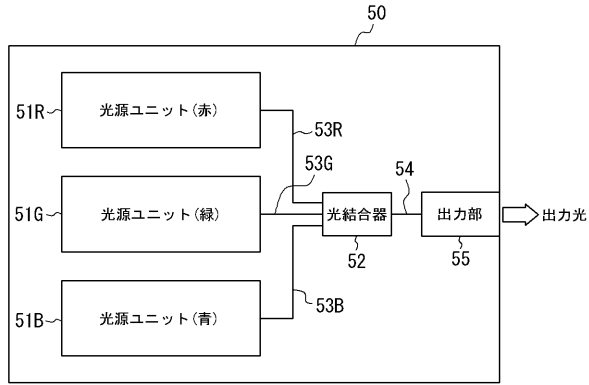 50
51R
光源ユニット(赤)
53R
53G
54
51G
光源ユニット(緑)
光結合器
出力部
出力光
52
55
53B
51B
光源ユニット(青)